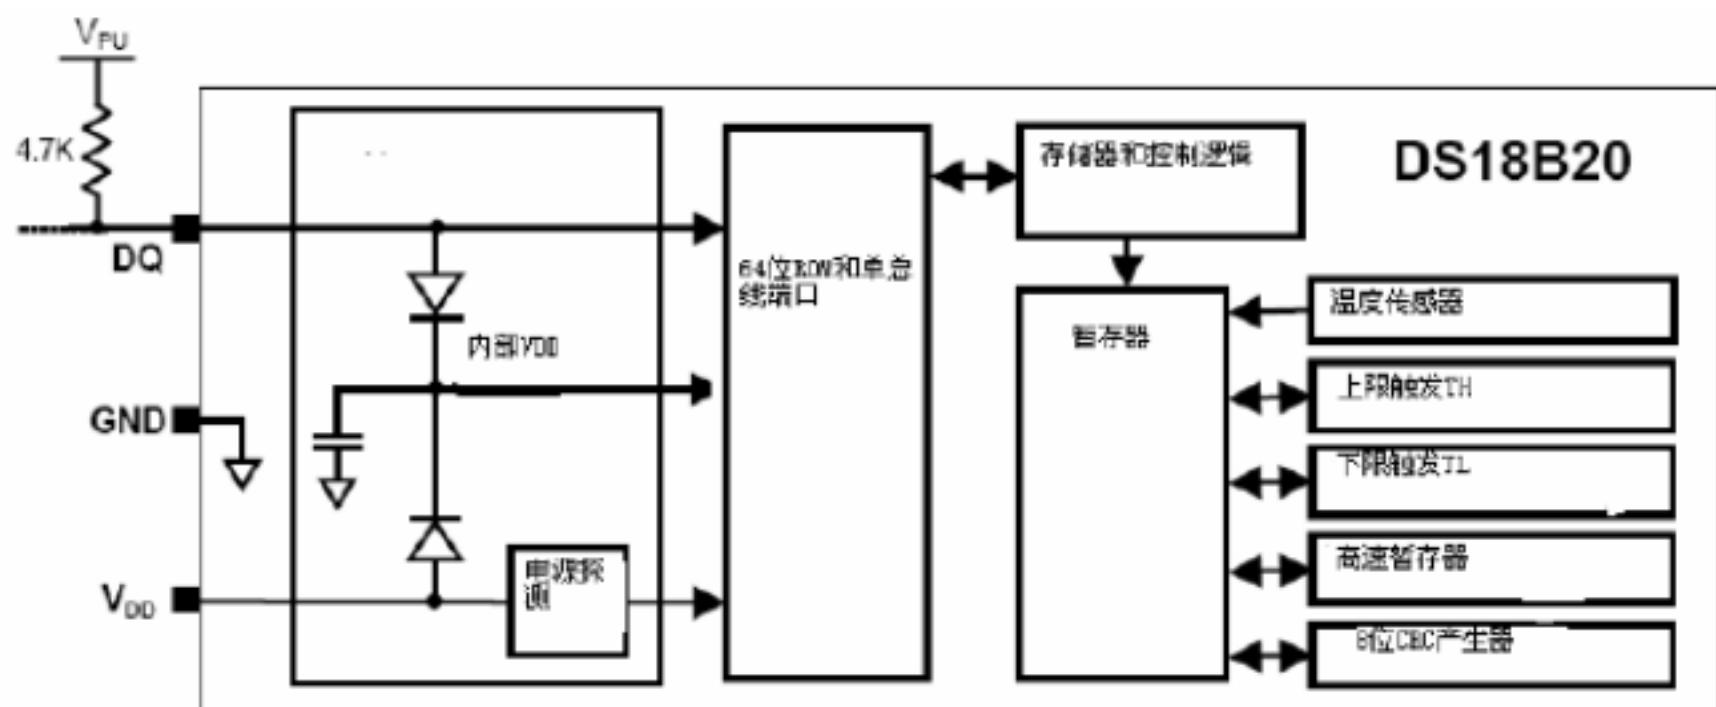 VPU
4.7K
DQ
GND
VDD
内部VDD
电源探
测
64位ROM和单总
线端口
存储器和控制逻辑
DS18B20
暂存器
温度传感器
上限触发TH
下限触发TL
高速暂存器
8位CRC产生器